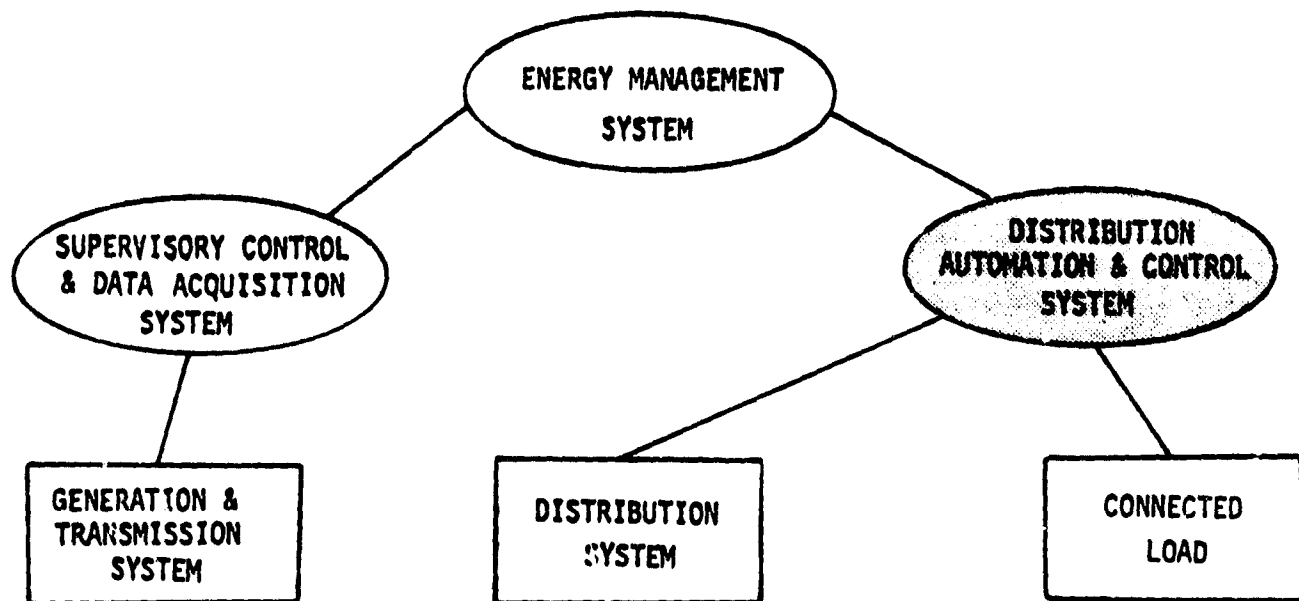 ENERGY MANAGEMENT
SYSTEM
SUPERVISORY CONTROL
& DATA ACQUISITION
SYSTEM
DISTRIBUTION
AUTOMATION & CONTROL
SYSTEM
GENERATION &
TRANSMISSION
SYSTEM
DISTRIBUTION
SYSTEM
CONNECTED
LOAD